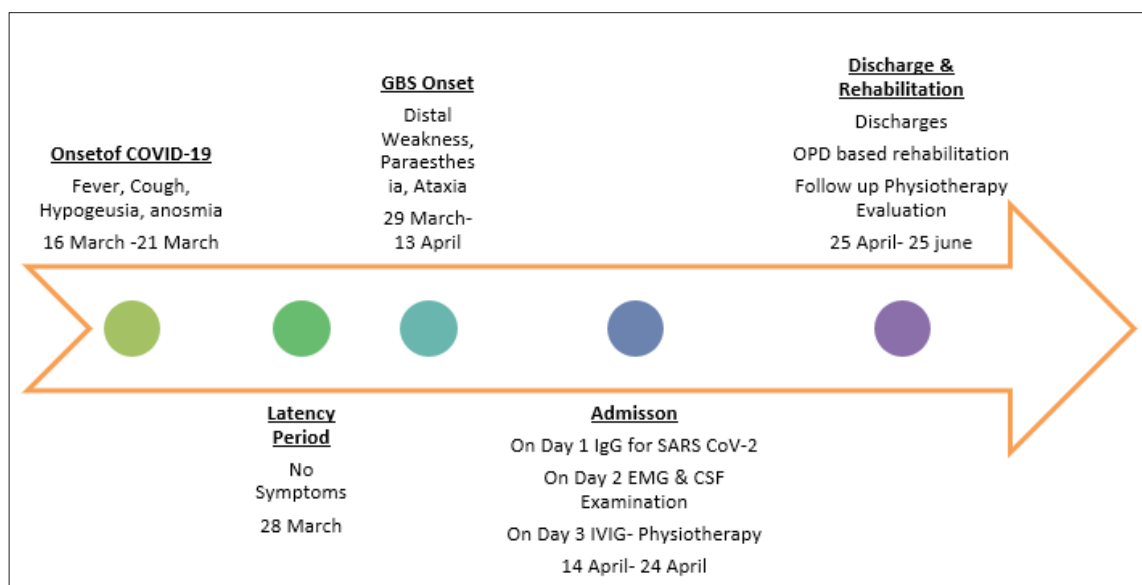 Onsetof COVID-19
Fever, Cough,
Hypogeusia, anosmia
16 March -21 March
Latency
Period
No
Symptoms
28 March
GBS Onset
Distal
Weakness,
Paraesthes
ia, Ataxia
29 March-
13 April
Admisson
On Day 1 IgG for SARS CoV-2
On Day 2 EMG & CSF
Examination
On Day 3 IVIG- Physiotherapy
14 April- 24 April
Discharge &
Rehabilitation
Discharges
OPD based rehabilitation
Follow up Physiotherapy
Evaluation
25 April- 25 june